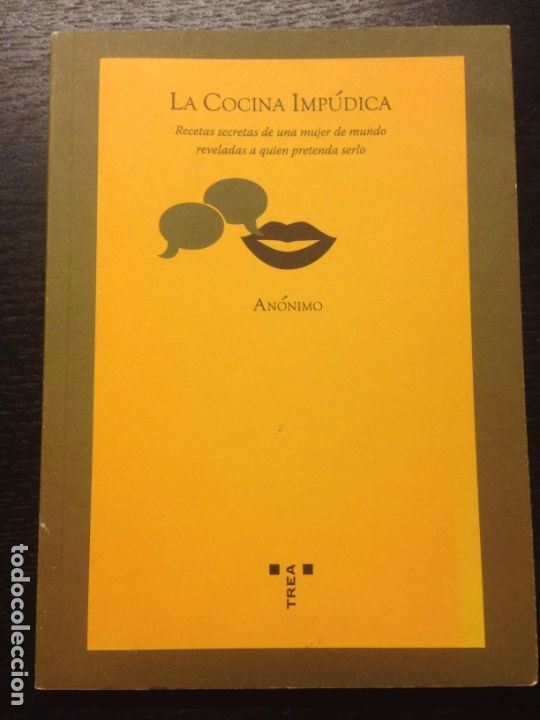 LA COCINA IMPÚDICA
Recetas secretas de una mujer de mundo
reveladas a quien pretenda serlo
ANÓNIMO
TREA
todocoleccion